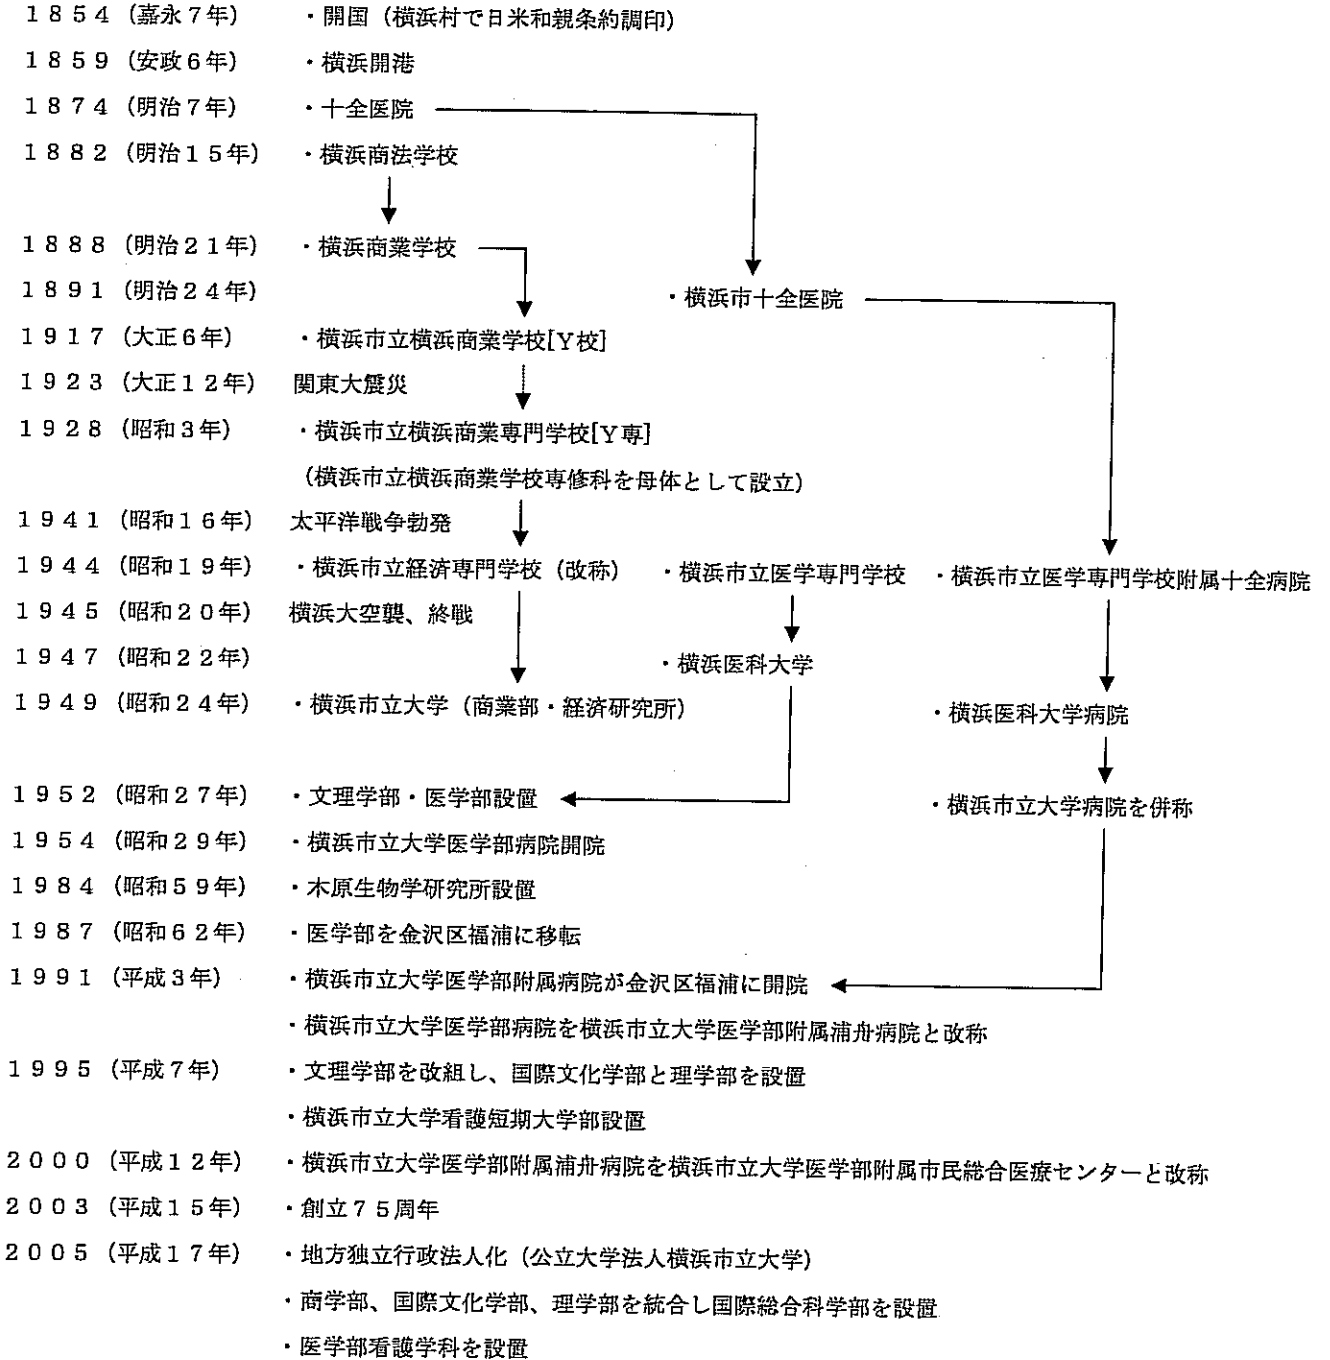 １８５４（嘉永７年）　・開国（横浜村で日米和親条約調印）
１８５９（安政６年）　・横浜開港
１８７４（明治７年）　・十全医院
１８８２（明治１５年）　・横浜商法学校
１８８８（明治２１年）　・横浜商業学校
１８９１（明治２４年）　・横浜市十全医院
１９１７（大正６年）　・横浜市立横浜商業学校[Y校]
１９２３（大正１２年）　関東大震災
１９２８（昭和３年）　・横浜市立横浜商業専門学校[Y専]
（横浜市立横浜商業学校専修科を母体として設立）
１９４１（昭和１６年）　太平洋戦争勃発
１９４４（昭和１９年）　・横浜市立経済専門学校（改称）　・横浜市立医学専門学校　・横浜市立医学専門学校附属十全病院
１９４５（昭和２０年）　横浜大空襲、終戦
１９４７（昭和２２年）　・横浜医科大学
１９４９（昭和２４年）　・横浜市立大学（商業部・経済研究所）　・横浜医科大学病院
１９５２（昭和２７年）　・文理学部・医学部設置　・横浜市立大学病院を併称
１９５４（昭和２９年）　・横浜市立大学医学部病院開院
１９８４（昭和５９年）　・木原生物学研究所設置
１９８７（昭和６２年）　・医学部を金沢区福浦に移転
１９９１（平成３年）　・横浜市立大学医学部附属病院が金沢区福浦に開院
・横浜市立大学医学部病院を横浜市立大学医学部附属浦舟病院と改称
１９９５（平成７年）　・文理学部を改組し、国際文化学部と理学部を設置
・横浜市立大学看護短期大学部設置
２０００（平成１２年）　・横浜市立大学医学部附属浦舟病院を横浜市立大学医学部附属市民総合医療センターと改称
２００３（平成１５年）　・創立７５周年
２００５（平成１７年）　・地方独立行政法人化（公立大学法人横浜市立大学）
・商学部、国際文化学部、理学部を統合し国際総合科学部を設置
・医学部看護学科を設置